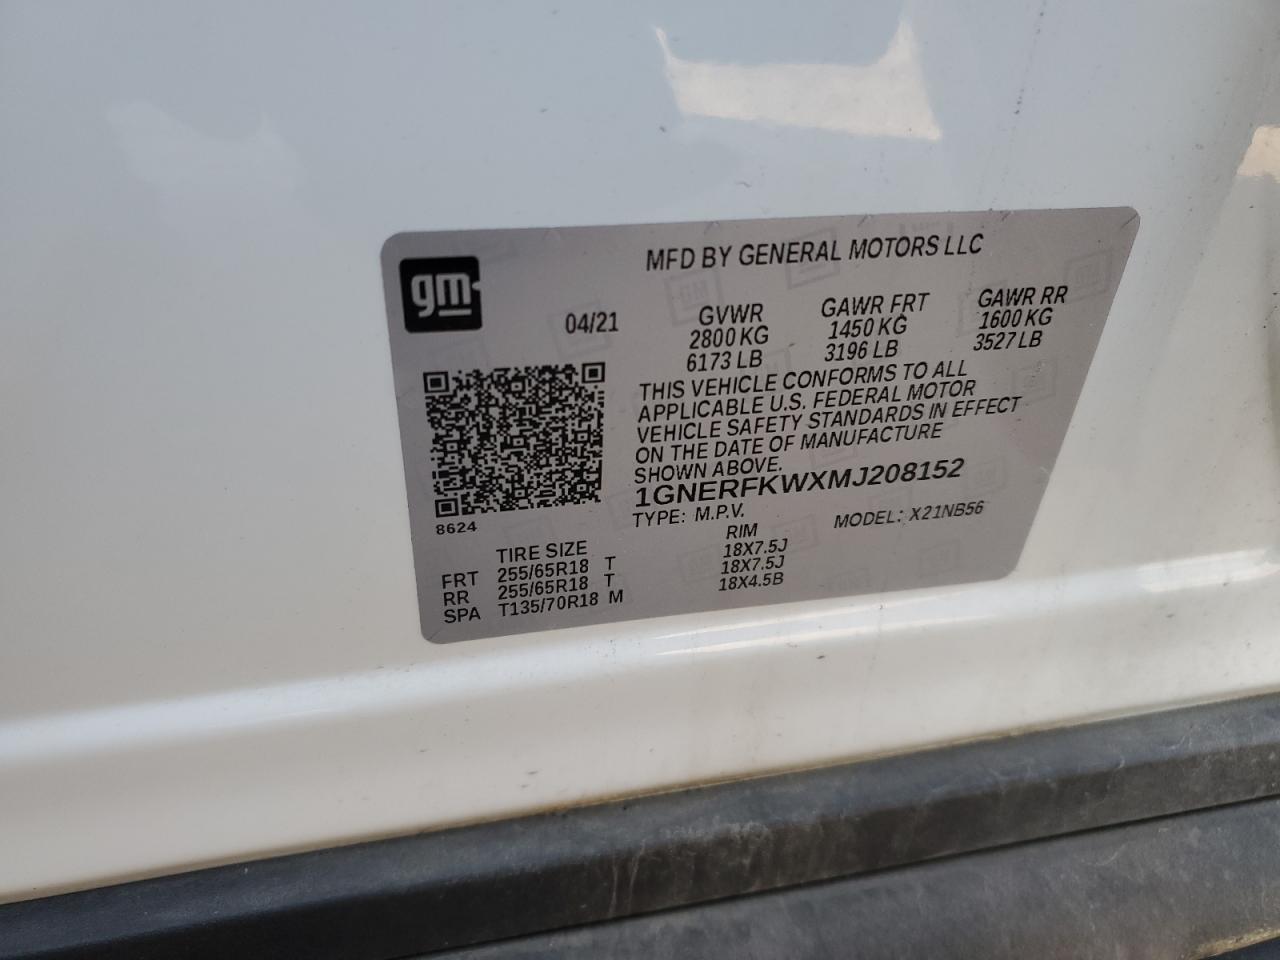 gm
MFD BY GENERAL MOTORS LLC
04/21
GVWR GAWR FRT GAWR RR
2800 KG 1450 KG 1600 KG
6173 LB 3196 LB 3527 LB
THIS VEHICLE CONFORMS TO ALL
APPLICABLE U.S. FEDERAL MOTOR
VEHICLE SAFETY STANDARDS IN EFFECT
ON THE DATE OF MANUFACTURE
SHOWN ABOVE.
1GNERFKWXMJ208152
TYPE: M.P.V. MODEL: X21NB56
8624
TIRE SIZE RIM
FRT 255/65R18 T 18X7.5J
RR 255/65R18 T 18X7.5J
SPA T135/70R18 M 18X4.5B